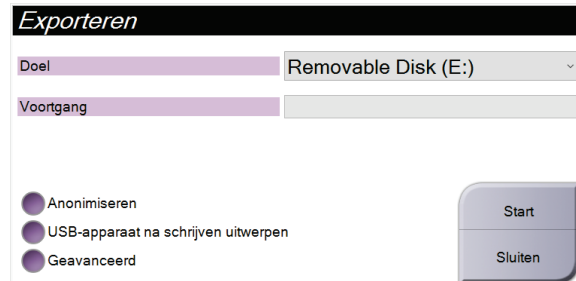 Exporteren
Doel
Removable Disk (E:)
Voortgang
Anonimiseren
USB-apparaat na schrijven uitwerpen
Geavanceerd
Start
Sluiten